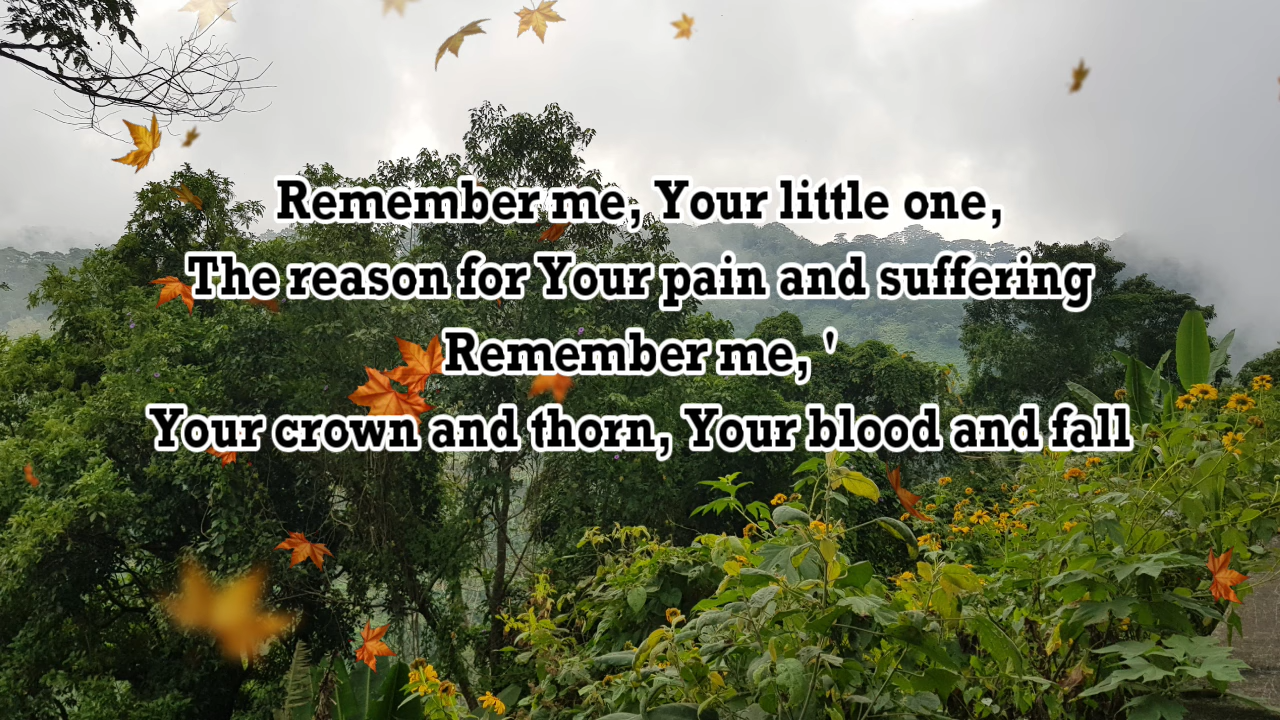 Remember me, Your little one,
The reason for Your pain and suffering
Remember me, '
Your crown and thorn, Your blood and fall